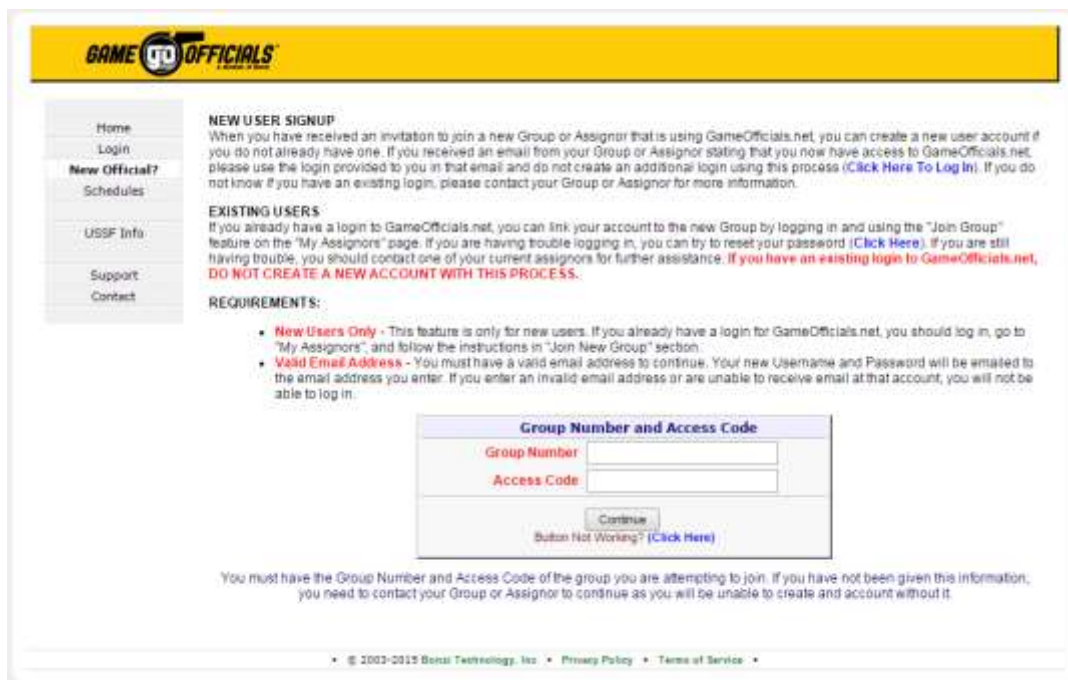 GAME go OFFICIALS
Home
Login
New Official?
Schedules
USSF Info
Support
Contact
NEW USER SIGNUP
When you have received an invitation to join a new Group or Assignor that is using GameOfficials.net, you can create a new user account if
you do not already have one. If you received an email from your Group or Assignor stating that you now have access to GameOfficials.net,
please use the login provided to you in that email and do not create an additional login using this process (Click Here To Log In). If you do
not know if you have an existing login, please contact your Group or Assignor for more information.
EXISTING USERS
If you already have a login to GameOfficials.net, you can link your account to the new Group by logging in and using the "Join Group"
feature on the "My Assignors" page. If you are having trouble logging in, you can try to reset your password (Click Here). If you are still
having trouble, you should contact one of your current assignors for further assistance. If you have an existing login to GameOfficials.net,
DO NOT CREATE A NEW ACCOUNT WITH THIS PROCESS.
REQUIREMENTS:
• New Users Only - This feature is only for new users. If you already have a login for GameOfficials.net, you should log in, go to
"My Assignors", and follow the instructions in "Join New Group" section.
• Valid Email Address - You must have a valid email address to continue. Your new Username and Password will be emailed to
the email address you enter. If you enter an invalid email address or are unable to receive email at that account, you will not be
able to log in.
Group Number and Access Code
Group Number
Access Code
Continue
Button Not Working? (Click Here)
You must have the Group Number and Access Code of the group you are attempting to join. If you have not been given this information,
you need to contact your Group or Assignor to continue as you will be unable to create and account without it.
• © 2003-2015 Bonzi Technology, Inc • Privacy Policy • Terms of Service •